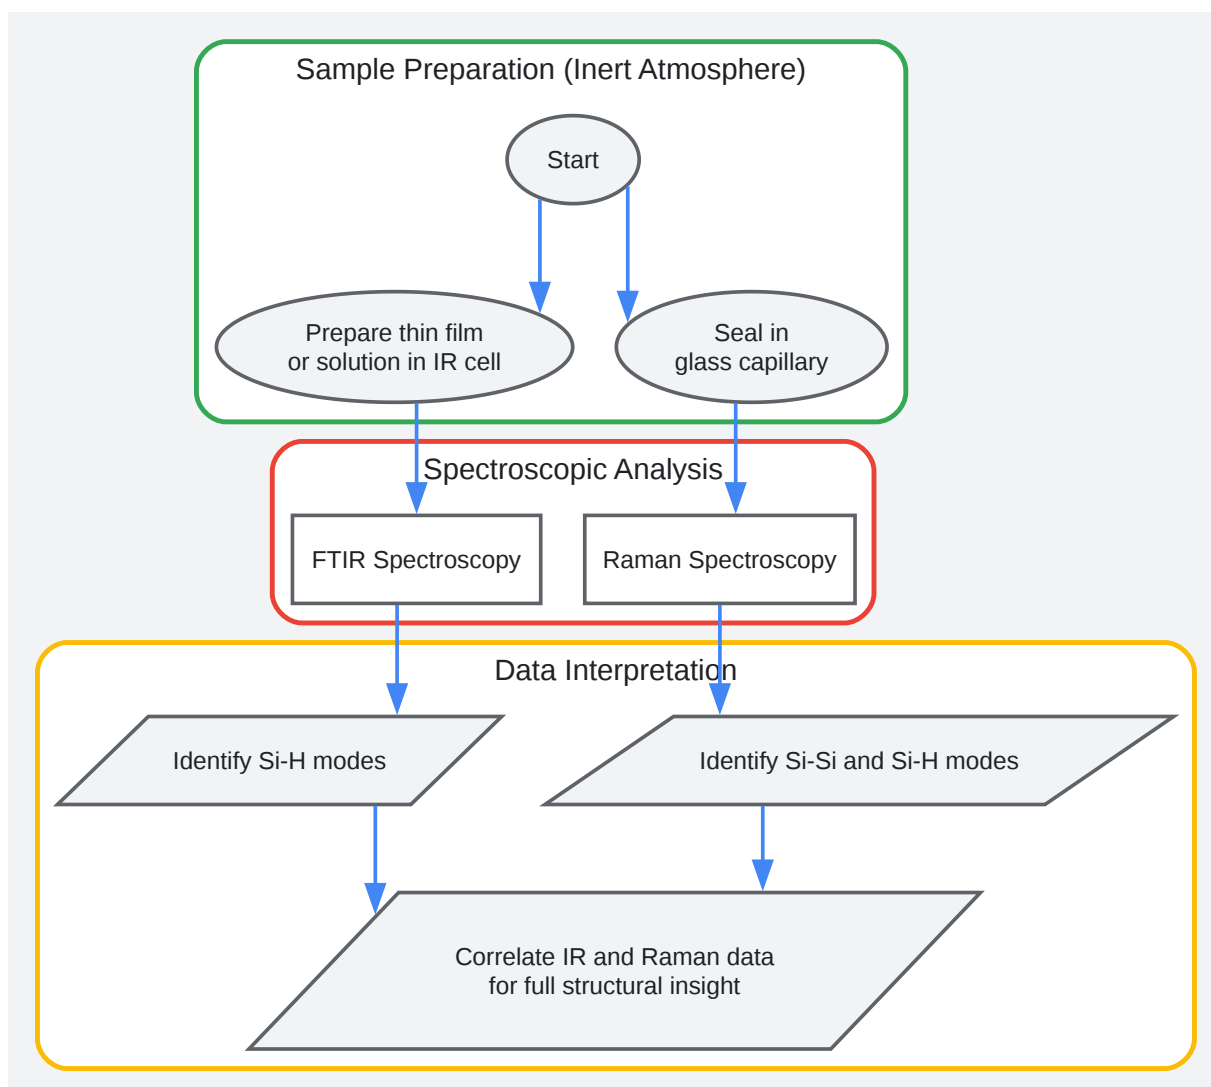 Sample Preparation (Inert Atmosphere)
Start
Prepare thin film
or solution in IR cell
Seal in
glass capillary
Spectroscopic Analysis
FTIR Spectroscopy
Raman Spectroscopy
Data Interpretation
Identify Si-H modes
Identify Si-Si and Si-H modes
Correlate IR and Raman data
for full structural insight